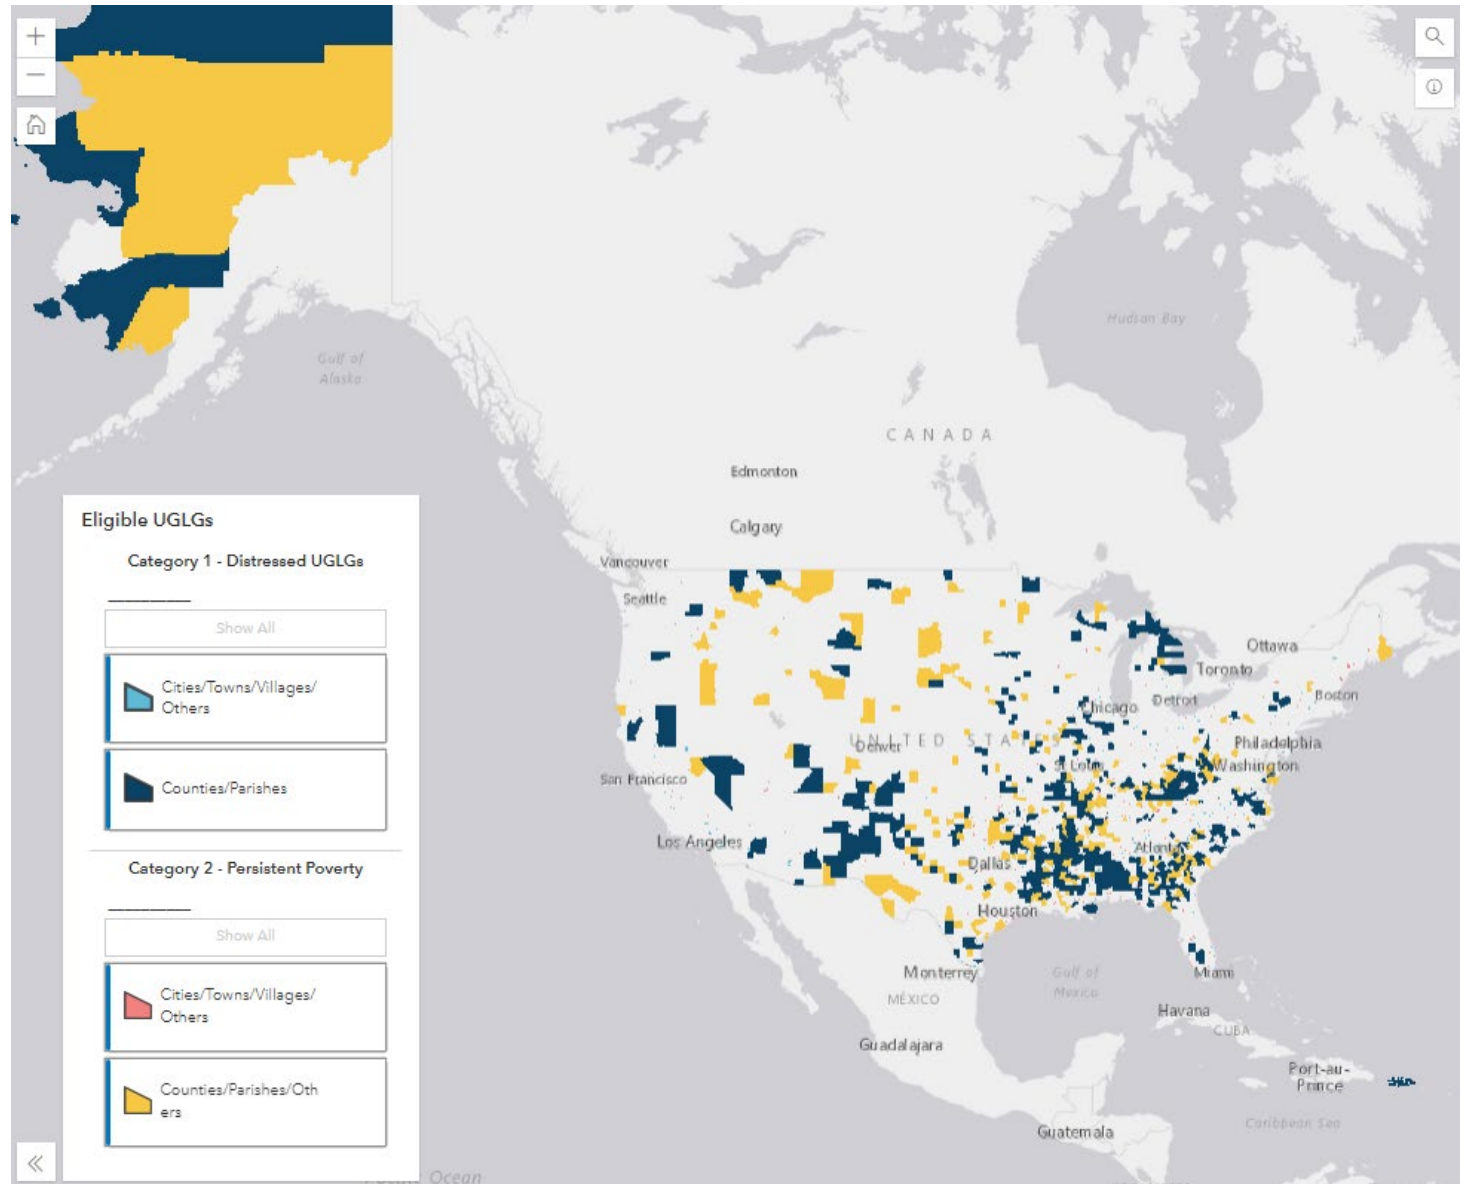 Gulf of
Alaska
Hudson Bay
CANADA
Edmonton
Calgary
Vancouver
Seattle
Ottawa
Toronto
Boston
Detroit
Chicago
UNITED STATES
Denver
Philadelphia
St Louis
Washington
San Francisco
Los Angeles
Atlanta
Dallas
Houston
Monterrey
Gulf of
Mexico
Miami
MÉXICO
Havana
CUBA
Guadalajara
Port-au-
Prince
Guatemala
Caribbean Sea
Eligible UGLGs
Category 1 - Distressed UGLGs
Show All
Cities/Towns/Villages/
Others
Counties/Parishes
Category 2 - Persistent Poverty
Show All
Cities/Towns/Villages/
Others
Counties/Parishes/Oth
ers
Ocean